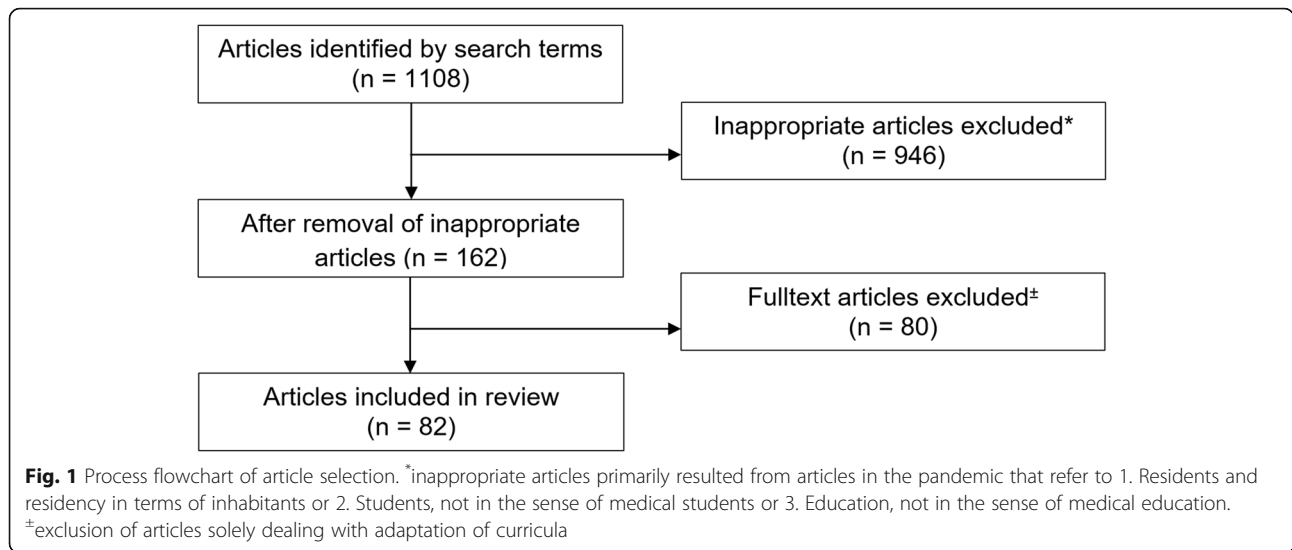 Articles identified by search terms
(n = 1108)
Inappropriate articles excluded*
(n = 946)
After removal of inappropriate
articles (n = 162)
Fulltext articles excluded±
(n = 80)
Articles included in review
(n = 82)
Fig. 1 Process flowchart of article selection. *inappropriate articles primarily resulted from articles in the pandemic that refer to 1. Residents and
residency in terms of inhabitants or 2. Students, not in the sense of medical students or 3. Education, not in the sense of medical education.
±exclusion of articles solely dealing with adaptation of curricula